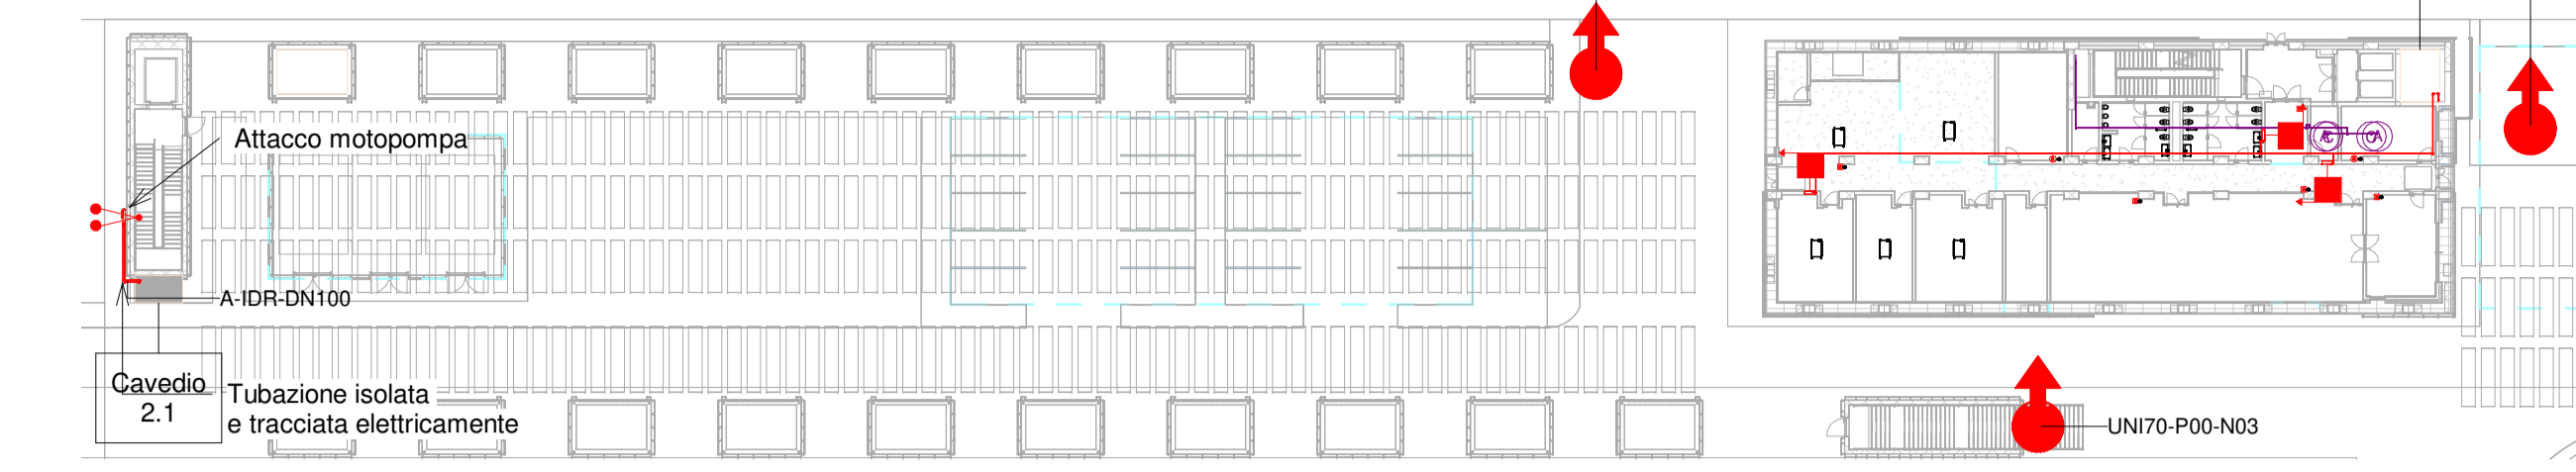 Attacco motopompa
A-IDR-DN100
Cavedio
2.1
Tubazione isolata
e tracciata elettricamente
UNI70-P00-N03